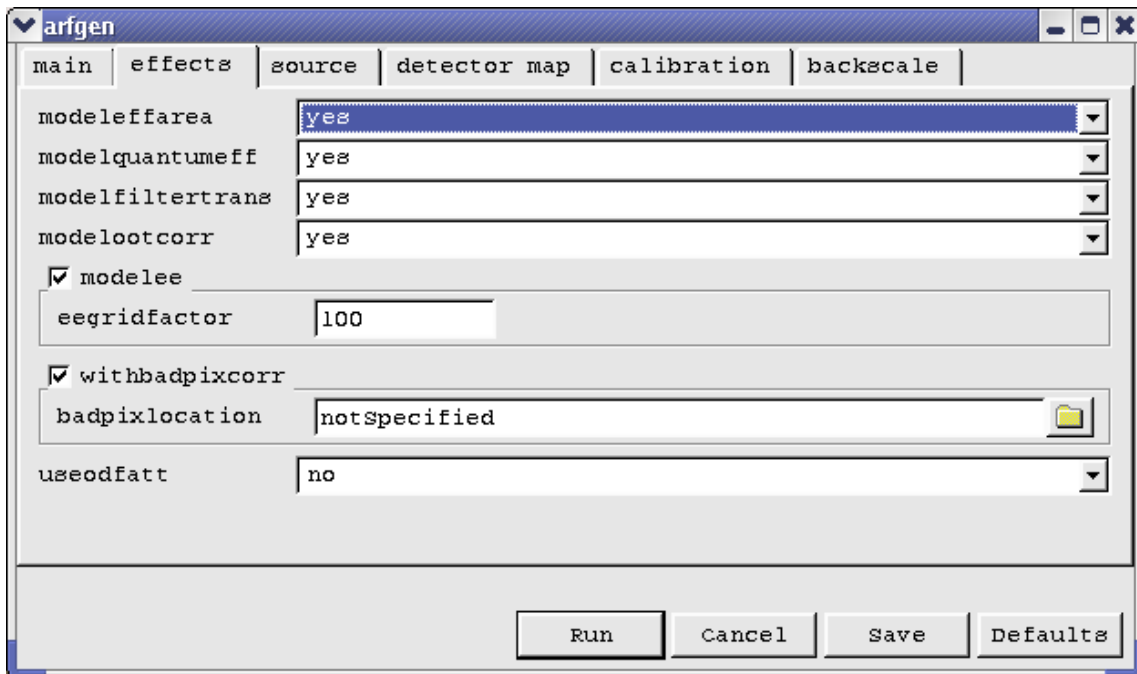 arfgen
main effects source detector map calibration backscale
modeleffarea yes
modelquantumeff yes
modelfiltertrans yes
modelootcorr yes
modelee
eegridfactor 100
withbadpixcorr
badpixlocation notSpecified
useodfatt no
Run Cancel Save Defaults